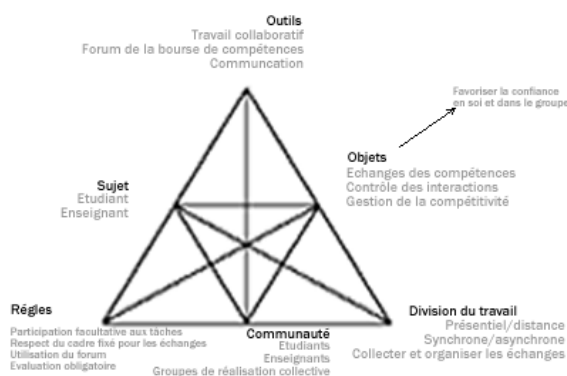 Outils
Travail collaboratif
Forum de la bourse de compétences
Communcation
Favoriser la confiance
en soi et dans le groupe
Objets
Echanges des compétences
Contrôle des interactions
Gestion de la compétitivité
Sujet
Etudiant
Enseignant
Régles
Participation facultative aux tâches
Respect du cadre fixé pour les échanges
Utilisation du forum
Evaluation obligatoire
Communauté
Etudiants
Enseignants
Groupes de réalisation collective
Division du travail
Présentiel/distance
Synchrone/asynchrone
Collecter et organiser les échanges